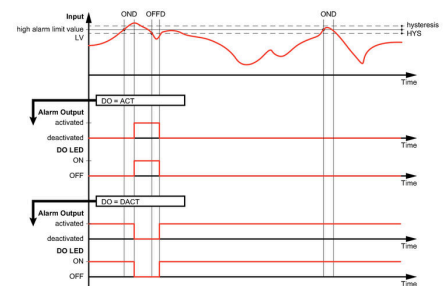 Input
OND OFFD
OND
high alarm limit value
LV
hysteresis
HYS
Time
DO = ACT
Alarm Output
activated
deactivated
Time
DO LED
ON
OFF
Time
DO = DACT
Alarm Output
activated
deactivated
Time
DO LED
ON
OFF
Time